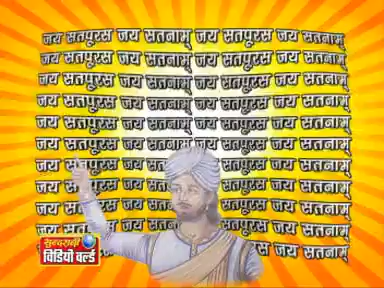 जय सतपूरस जय सतनाम् जय सतपूरस जय सतनाम्
जय सतपूरस जय सतनाम् जय सतपूरस जय सतनाम्
जय सतपूरस जय सतनाम् जय सतपूरस जय सतनाम्
जय सतपूरस जय सतनाम् जय सतपूरस जय सतनाम्
जय सतपूरस जय सतनाम् जय सतपूरस जय सतनाम्
जय सतपूरस जय सतनाम् सतपूरस जय सतनाम्
जय सतपूरस जय सतपूरस जय सतनाम्
जय सतपूरस जय सतपूरस जय सतनाम्
जय जय सतपूरस जय सतनाम्
जय जय सतनाम्
जय सतनाम्
सुन्दरानी
विडियो वर्ल्ड